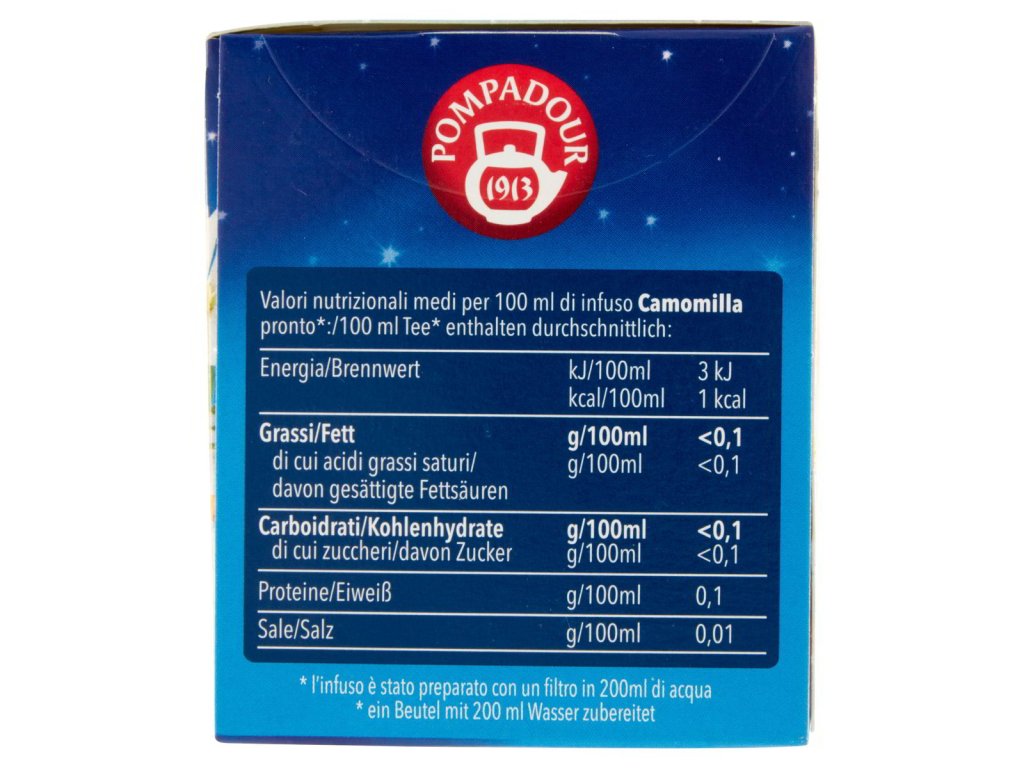 POMPADOUR
1913
Valori nutrizionali medi per 100 ml di infuso Camomilla
pronto*:/100 ml Tee* enthalten durchschnittlich:
Energia/Brennwert kJ/100ml 3 kJ
kcal/100ml 1 kcal
Grassi/Fett g/100ml <0,1
di cui acidi grassi saturi/ g/100ml <0,1
davon gesättigte Fettsäuren
Carboidrati/Kohlenhydrate g/100ml <0,1
di cui zuccheri/davon Zucker g/100ml <0,1
Proteine/Eiweiß g/100ml 0,1
Sale/Salz g/100ml 0,01
* l'infuso è stato preparato con un filtro in 200ml di acqua
* ein Beutel mit 200 ml Wasser zubereitet